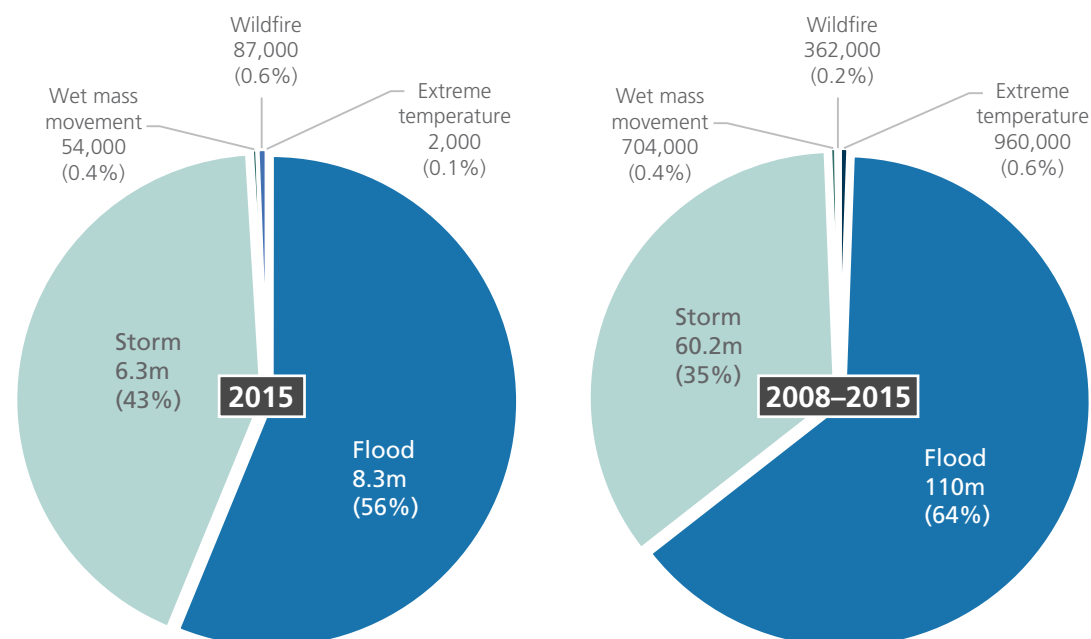 Wildfire
87,000
(0.6%)
Wet mass
movement
54,000
(0.4%)
Extreme
temperature
2,000
(0.1%)
Storm
6.3m
(43%)
2015
Flood
8.3m
(56%)
Wildfire
362,000
(0.2%)
Wet mass
movement
704,000
(0.4%)
Extreme
temperature
960,000
(0.6%)
Storm
60.2m
(35%)
2008–2015
Flood
110m
(64%)